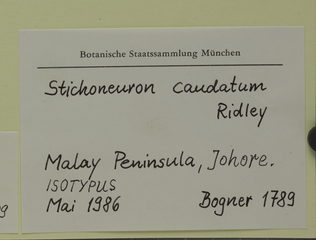 Botanische Staatssammlung München
Stichoneuron caudatum
Ridley
Malay Peninsula, Johore.
ISOTYPUS
Mai 1986 Bogner 1789